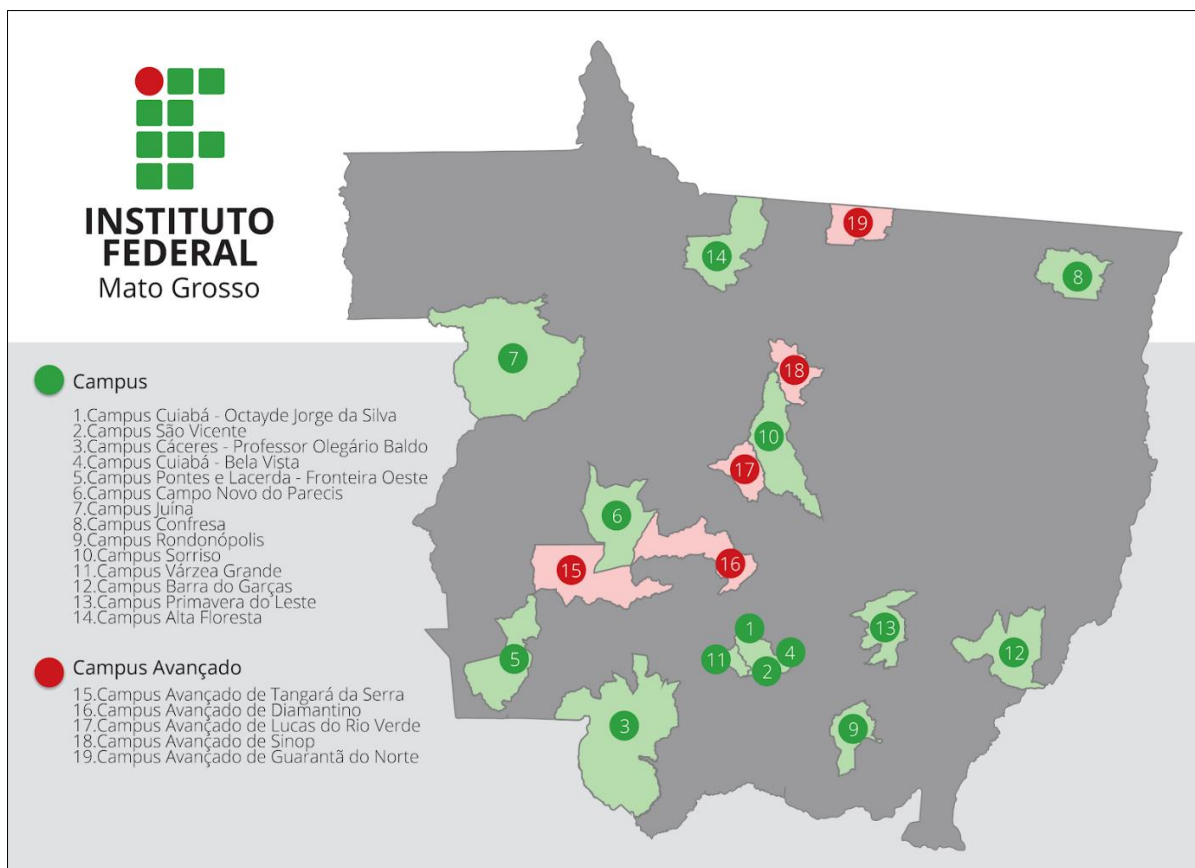 INSTITUTO
FEDERAL
Mato Grosso
Campus
1.Campus Cuiabá - Octayde Jorge da Silva
2.Campus São Vicente
3.Campus Cáceres - Professor Olegário Baldo
4.Campus Cuiabá - Bela Vista
5.Campus Pontes e Lacerda - Fronteira Oeste
6.Campus Campo Novo do Parecis
7.Campus Juína
8.Campus Confresa
9.Campus Rondonópolis
10.Campus Sorriso
11.Campus Várzea Grande
12.Campus Barra do Garças
13.Campus Primavera do Leste
14.Campus Alta Floresta
Campus Avançado
15.Campus Avançado de Tangará da Serra
16.Campus Avançado de Diamantino
17.Campus Avançado de Lucas do Rio Verde
18.Campus Avançado de Sinop
19.Campus Avançado de Guarantã do Norte
19
14
8
7
18
10
17
6
16
15
1
13
4
12
11
5
2
3
9